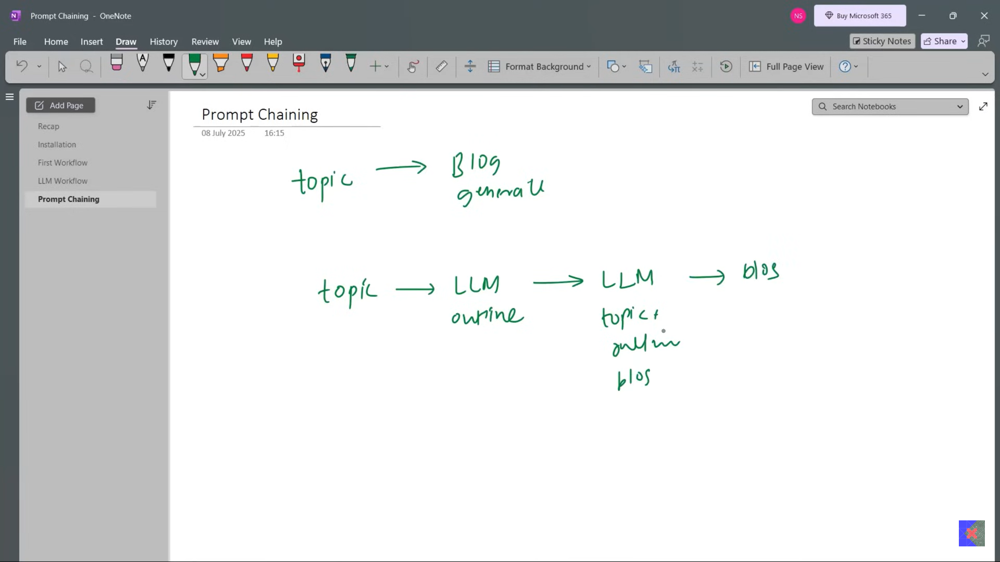 Prompt Chaining - OneNote
NS
Buy Microsoft 365
File Home Insert Draw History Review View Help
Sticky Notes
Share
Format Background
Full Page View
Add Page
Search Notebooks
Recap
Installation
First Workflow
LLM Workflow
Prompt Chaining
Prompt Chaining
08 July 2025 16:15
topic → Blog
generate
topic → LLM → LLM → blog
outline topic +
outline
blog